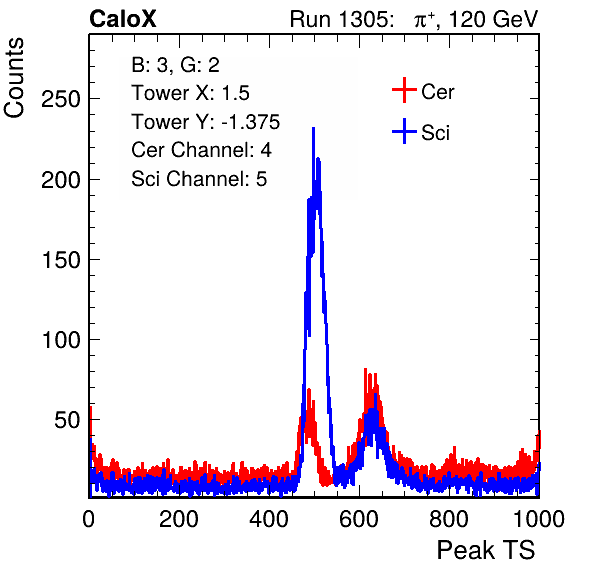 CaloX Run 1305: π⁺, 120 GeV
Counts
B: 3, G: 2
Tower X: 1.5
Tower Y: -1.375
Cer Channel: 4
Sci Channel: 5
Cer
Sci
250
200
150
100
50
0 200 400 600 800 1000
Peak TS